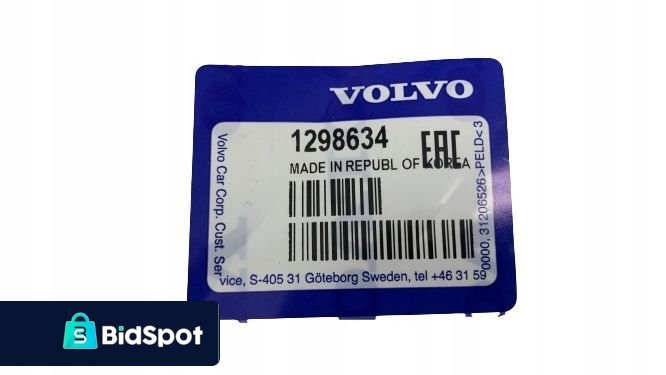 VOLVO
1298634
EAC
MADE IN REPUBL OF KOREA
Volvo Car Corp. Cust. Ser
vice, S-405 31 Göteborg Sweden, tel +46 31 59
0000. 31206526>PELD< 3
S
BidSpot